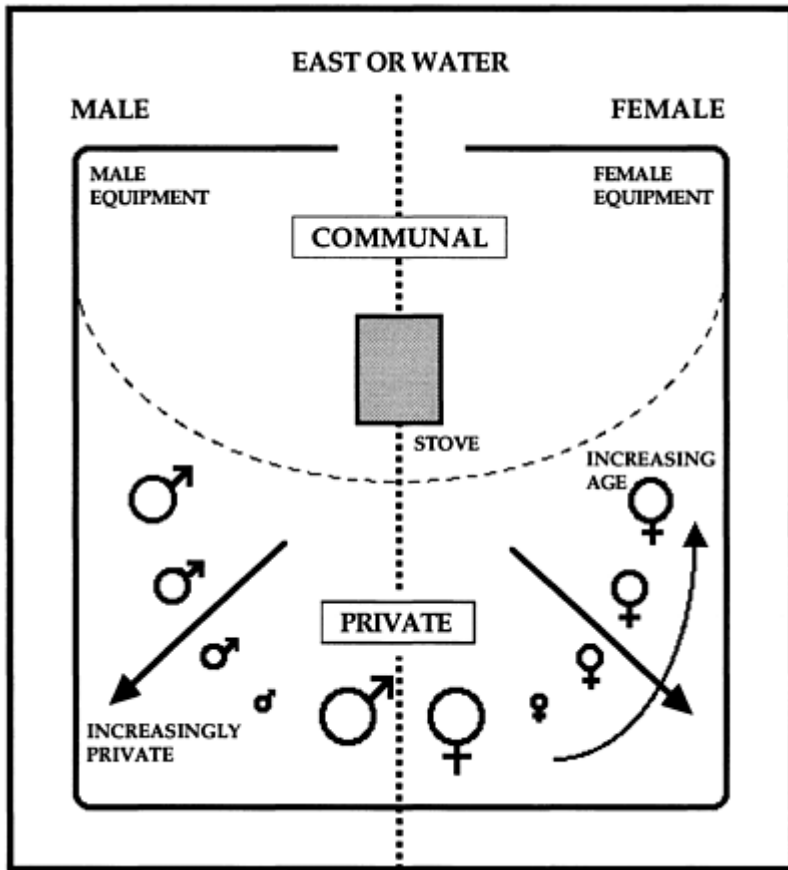 EAST OR WATER
MALE
FEMALE
MALE
EQUIPMENT
FEMALE
EQUIPMENT
COMMUNAL
STOVE
INCREASING
AGE
PRIVATE
INCREASINGLY
PRIVATE